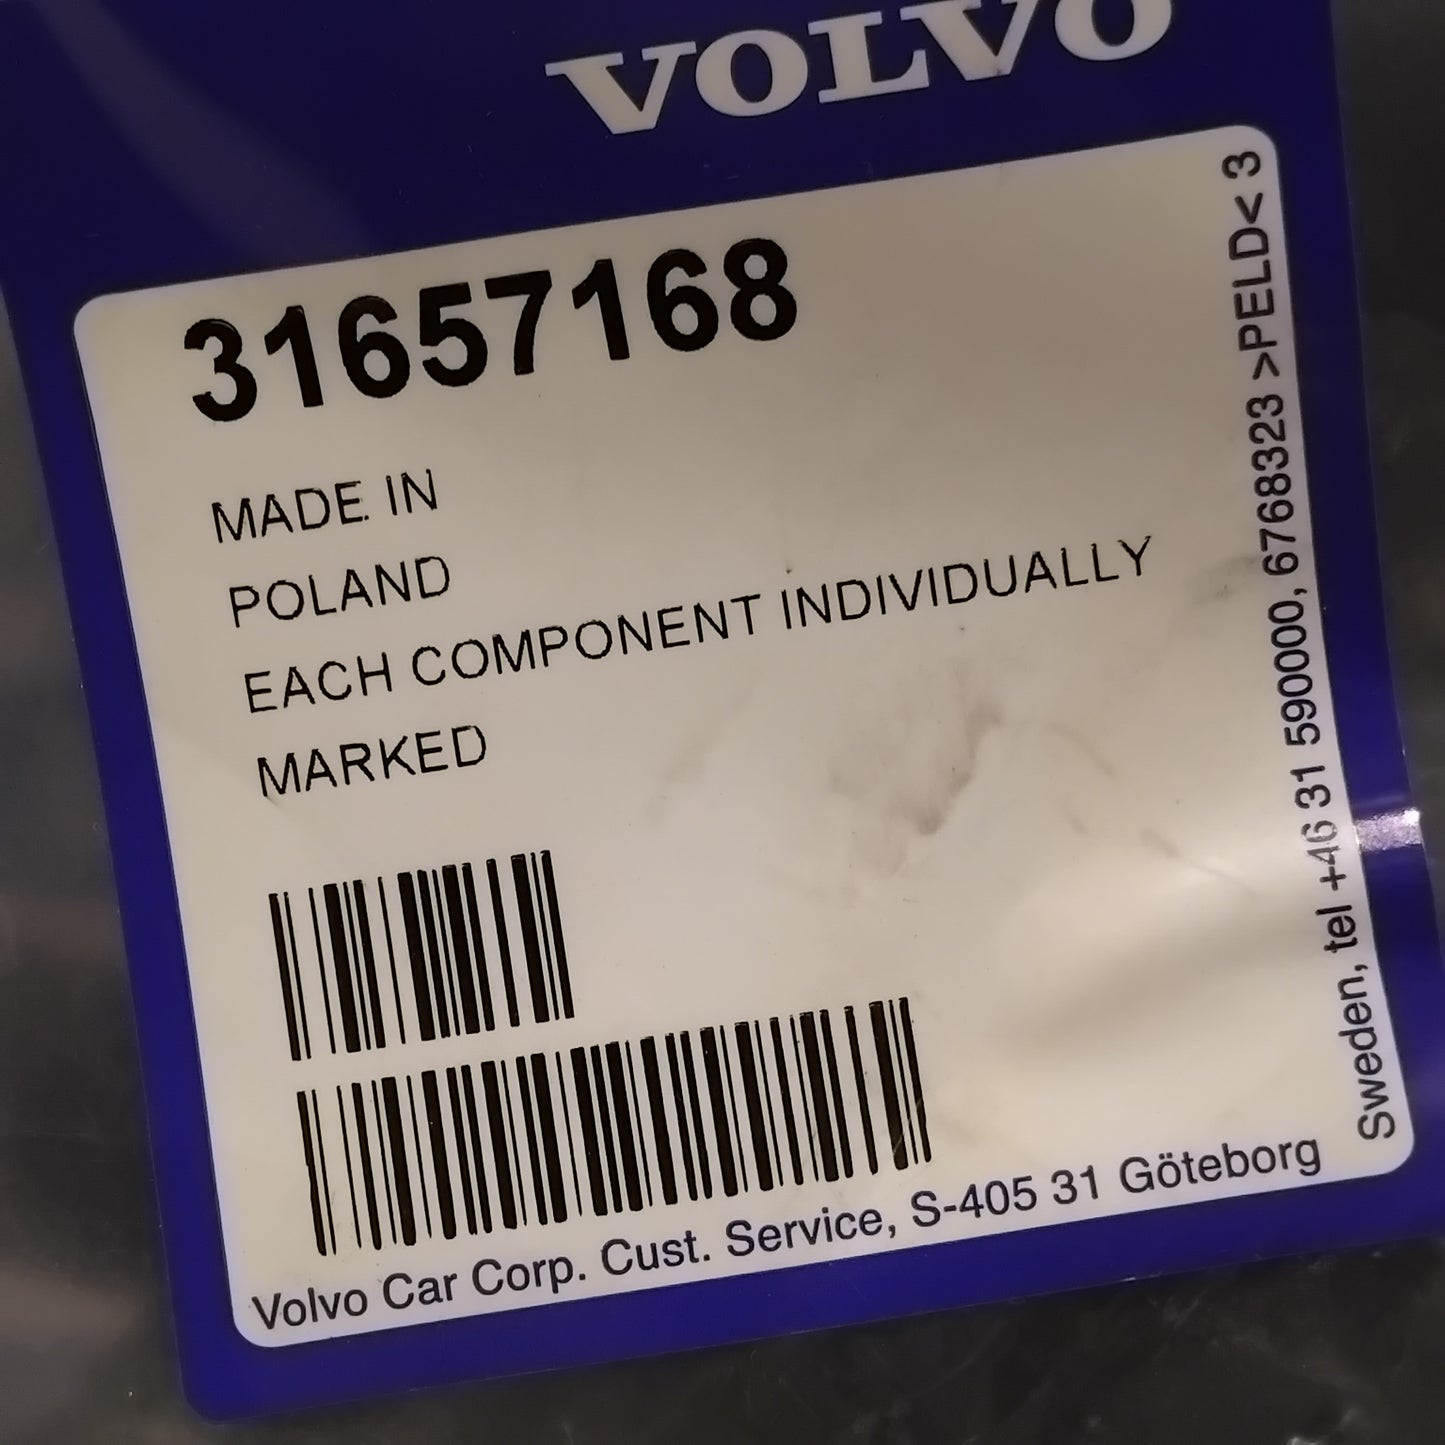 VOLVO
31657168
MADE IN
POLAND
EACH COMPONENT INDIVIDUALLY
MARKED
Volvo Car Corp. Cust. Service, S-405 31 Göteborg
Sweden, tel +46 31 590000, 6768323 >PELD< 3